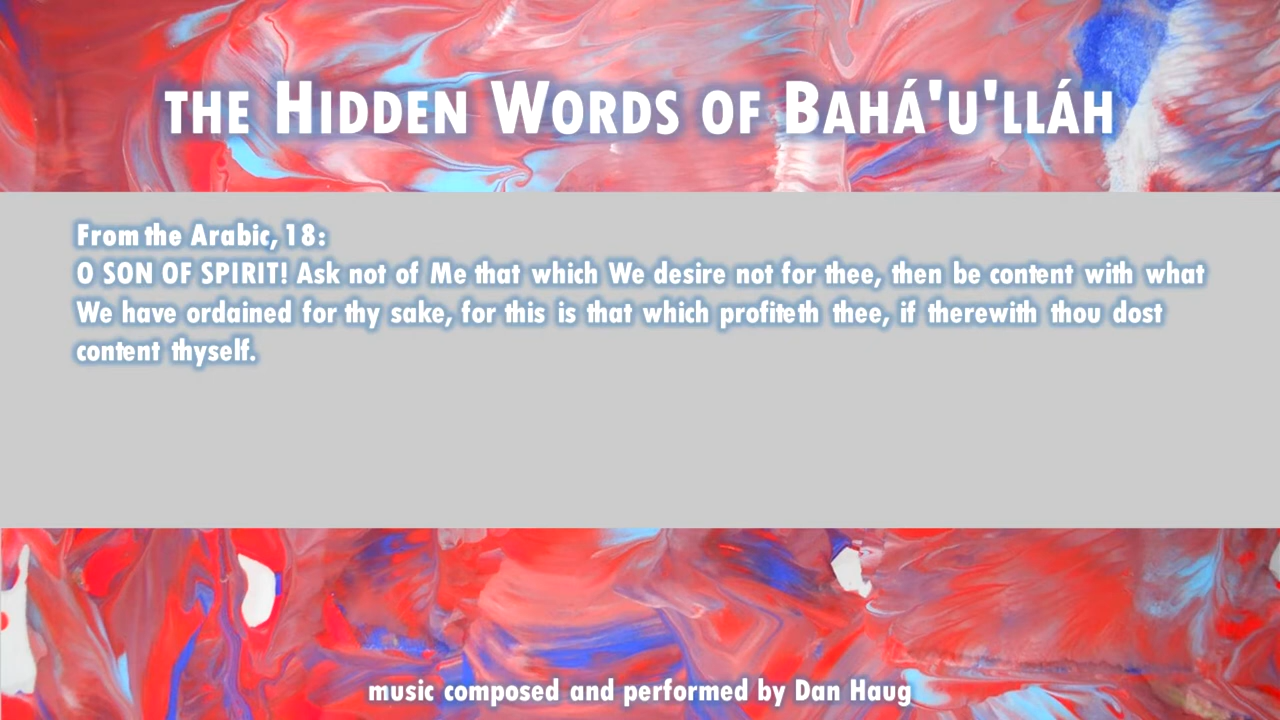 THE HIDDEN WORDS OF BAHÁ'U'LLÁH
From the Arabic, 18:
O SON OF SPIRIT! Ask not of Me that which We desire not for thee, then be content with what
We have ordained for thy sake, for this is that which profiteth thee, if therewith thou dost
content thyself.
music composed and performed by Dan Haug